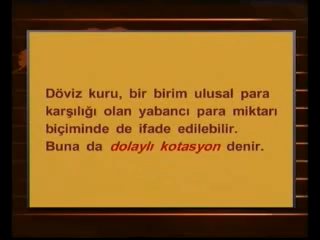 Döviz kuru, bir birim ulusal para
karşılığı olan yabancı para miktarı
biçiminde de ifade edilebilir.
Buna da dolaylı kotasyon denir.